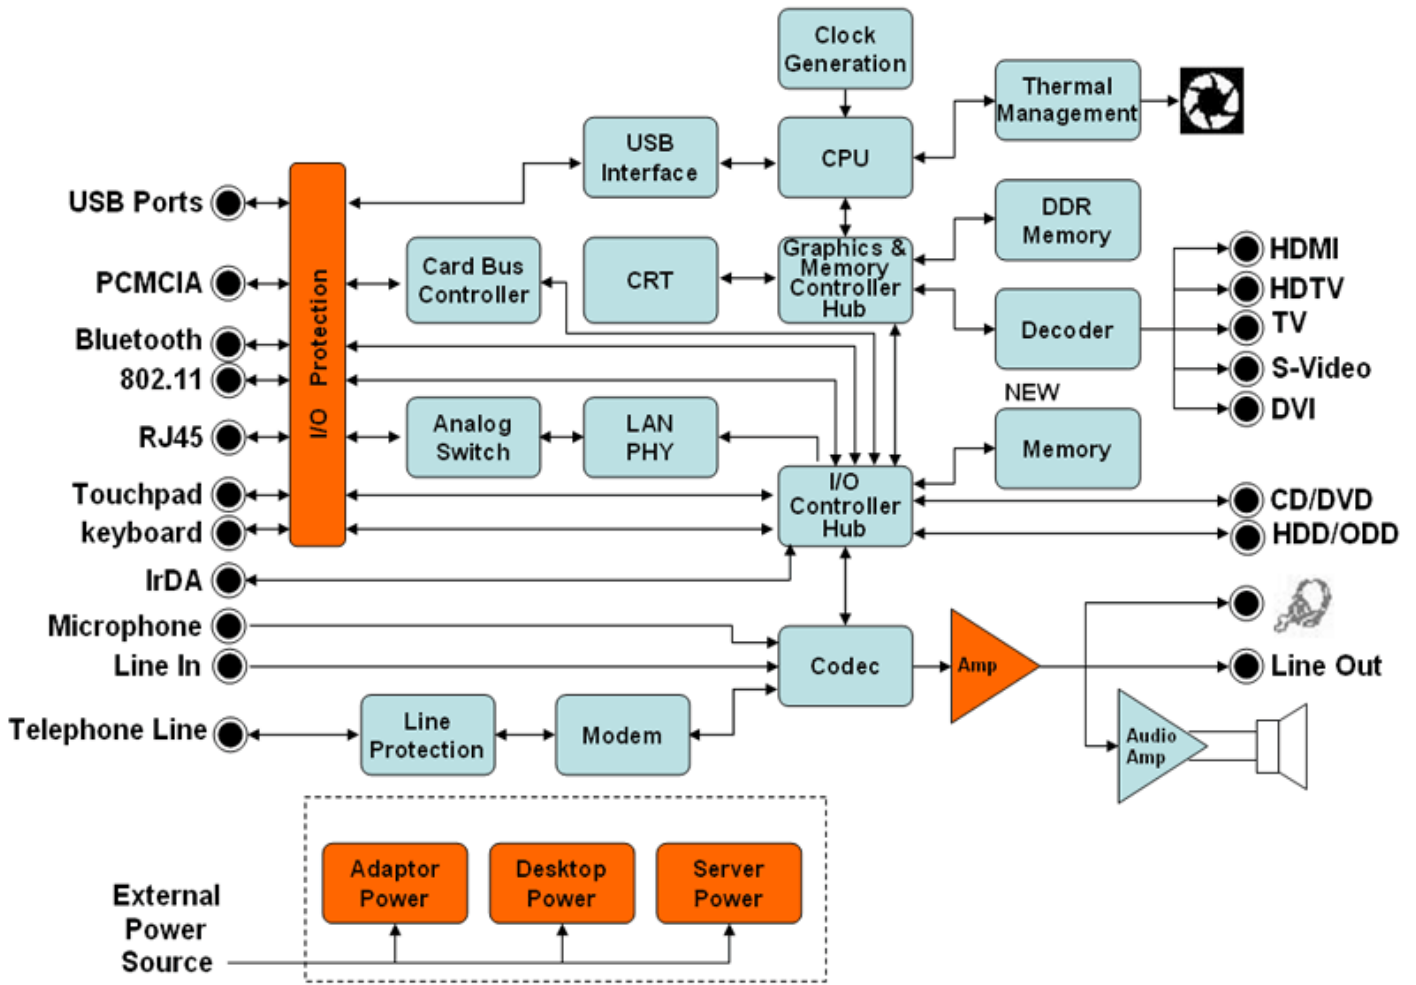 Clock
Generation
Thermal
Management
USB
Interface
CPU
USB Ports
DDR
Memory
PCMCIA
Card Bus
Controller
CRT
Graphics &
Memory
Controller
Hub
HDMI
HDTV
TV
S-Video
DVI
Decoder
Bluetooth
802.11
I/O Protection
NEW
Memory
RJ45
Analog
Switch
LAN
PHY
Touchpad
keyboard
I/O
Controller
Hub
CD/DVD
HDD/ODD
IrDA
Microphone
Line In
Codec
Amp
Line Out
Telephone Line
Line
Protection
Modem
Audio
Amp
Adaptor
Power
Desktop
Power
Server
Power
External
Power
Source